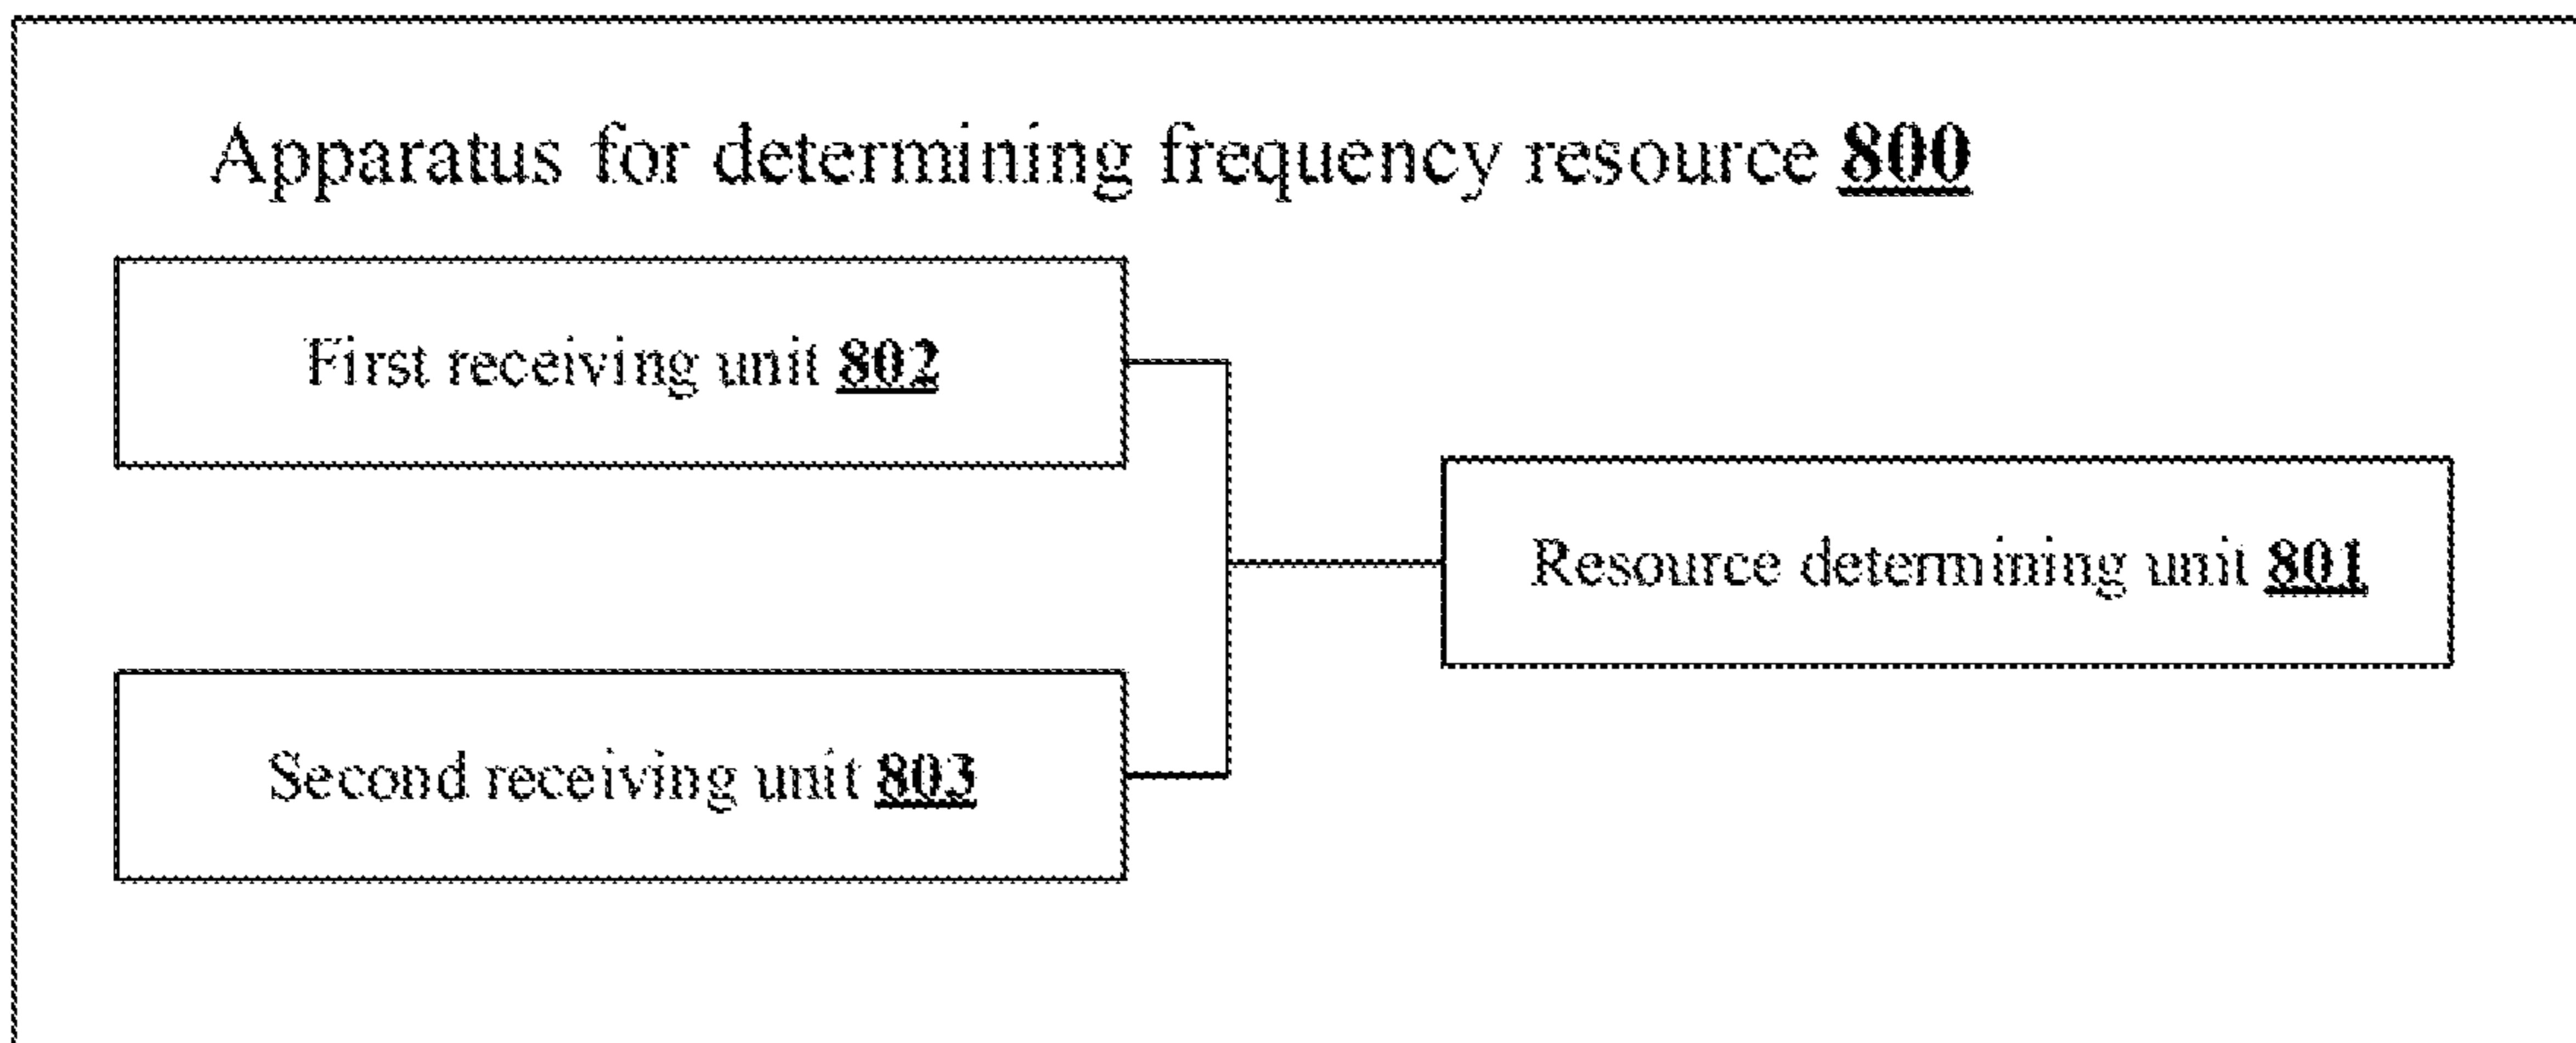 Apparatus for determining frequency resource 800
First receiving unit 802
Resource determining unit 801
Second receiving unit 803